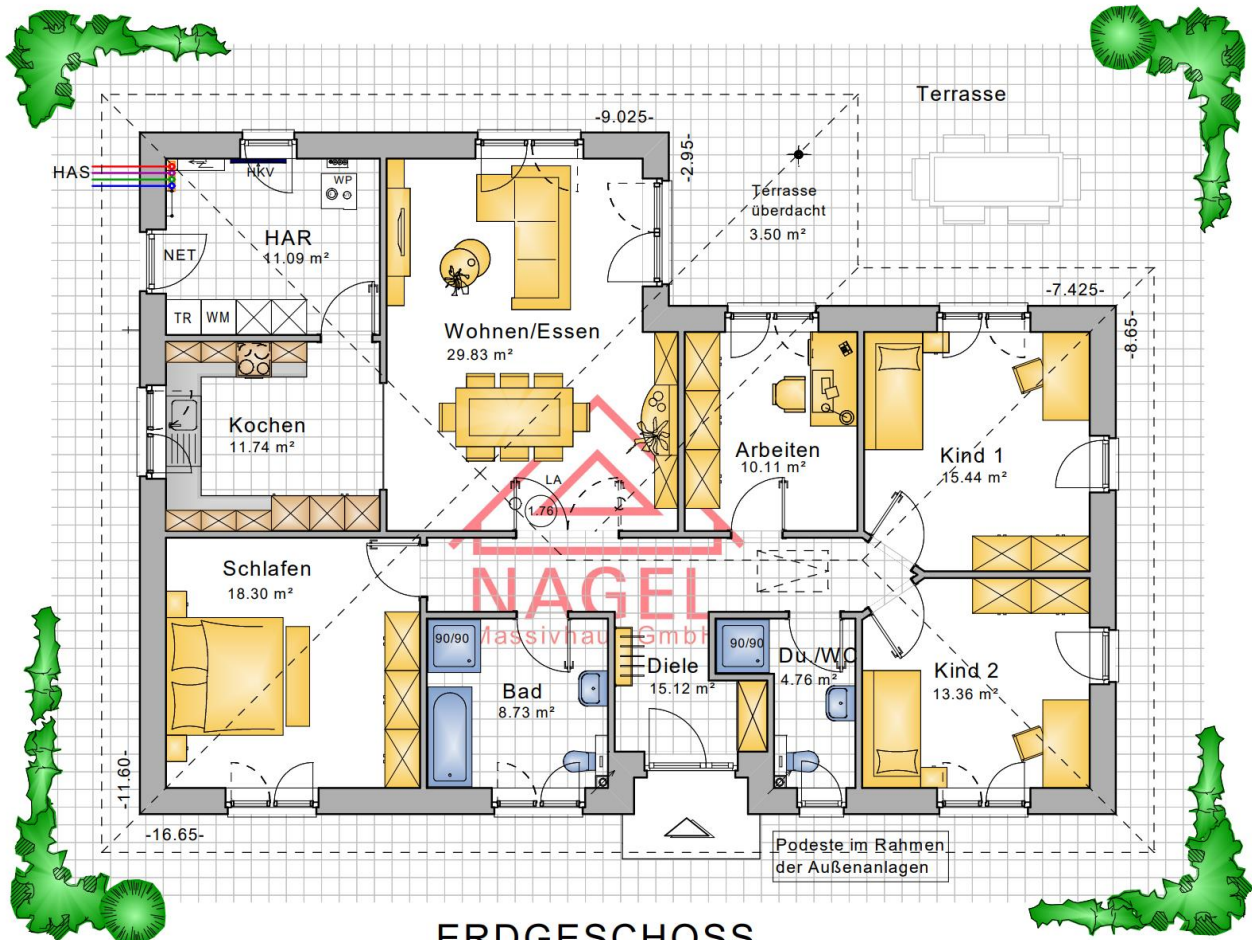 Terrasse
-9.025-
-2.95-
HAS
HKV
WP
Terrasse
überdacht
3.50 m²
HAR
11.09 m²
NET
TR
WM
-7.425-
-8.65-
Wohnen/Essen
29.83 m²
Kochen
11.74 m²
Arbeiten
10.11 m²
Kind 1
15.44 m²
LA
1.76
Schlafen
18.30 m²
NAGEL
Massivhaus GmbH
90/90
90/90
Diele
15.12 m²
Du./WC
4.76 m²
Kind 2
13.36 m²
Bad
8.73 m²
-11.60-
-16.65-
Podeste im Rahmen
der Außenanlagen
ERDGESCHOSS